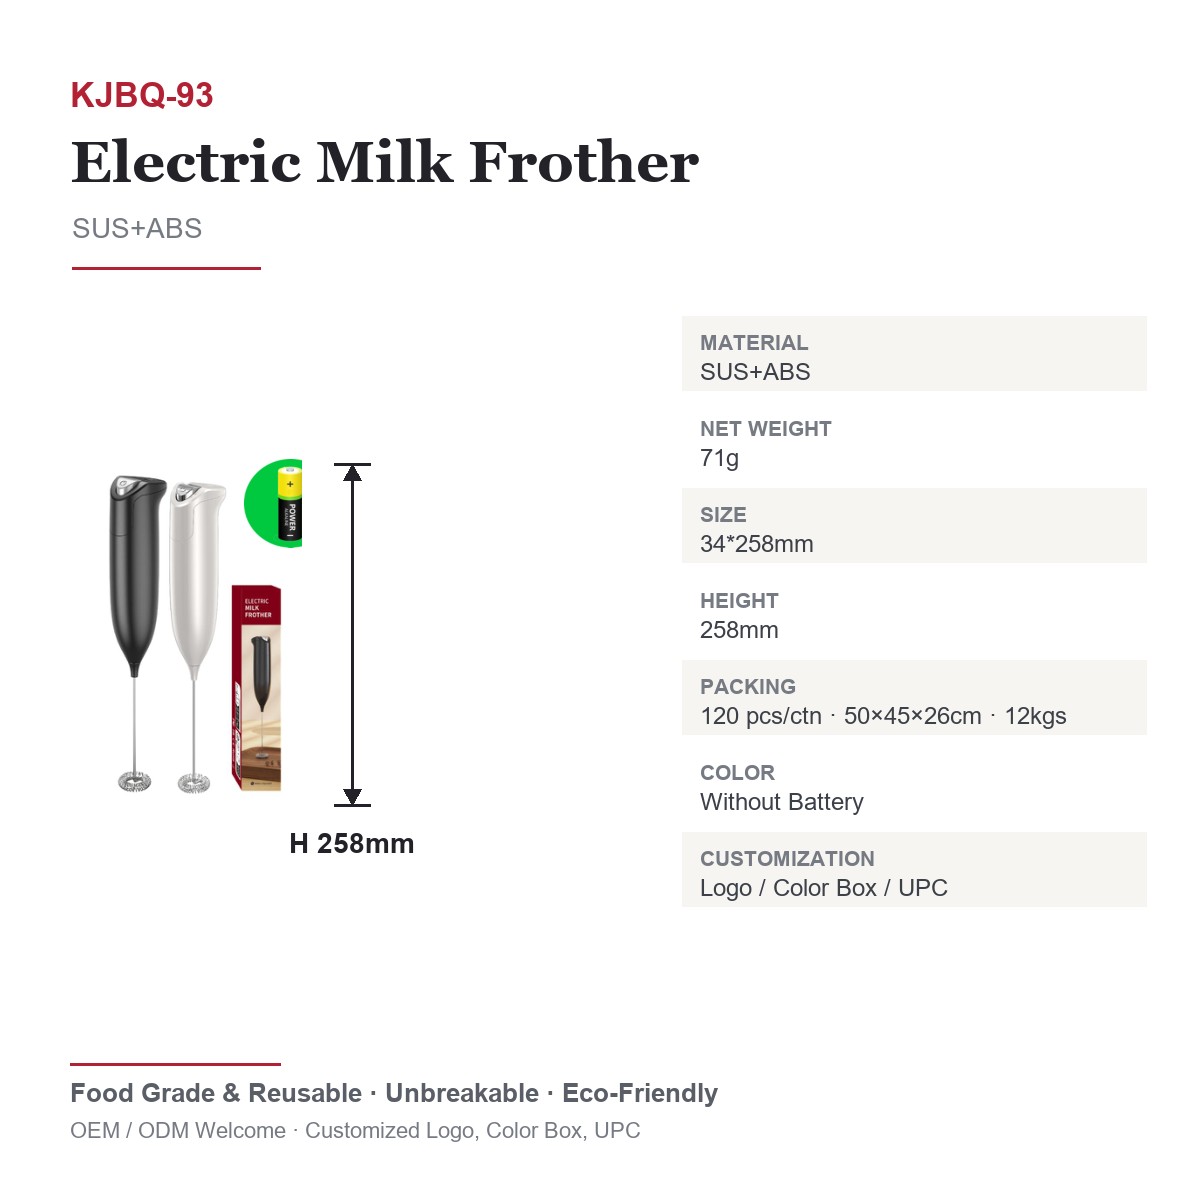 KJBQ-93
Electric Milk Frother
SUS+ABS
MATERIAL
SUS+ABS
NET WEIGHT
71g
SIZE
34*258mm
HEIGHT
258mm
PACKING
120 pcs/ctn · 50×45×26cm · 12kgs
COLOR
Without Battery
CUSTOMIZATION
Logo / Color Box / UPC
+
POWER
ELECTRIC
MILK
FROTHER
H 258mm
Food Grade & Reusable · Unbreakable · Eco-Friendly
OEM / ODM Welcome · Customized Logo, Color Box, UPC